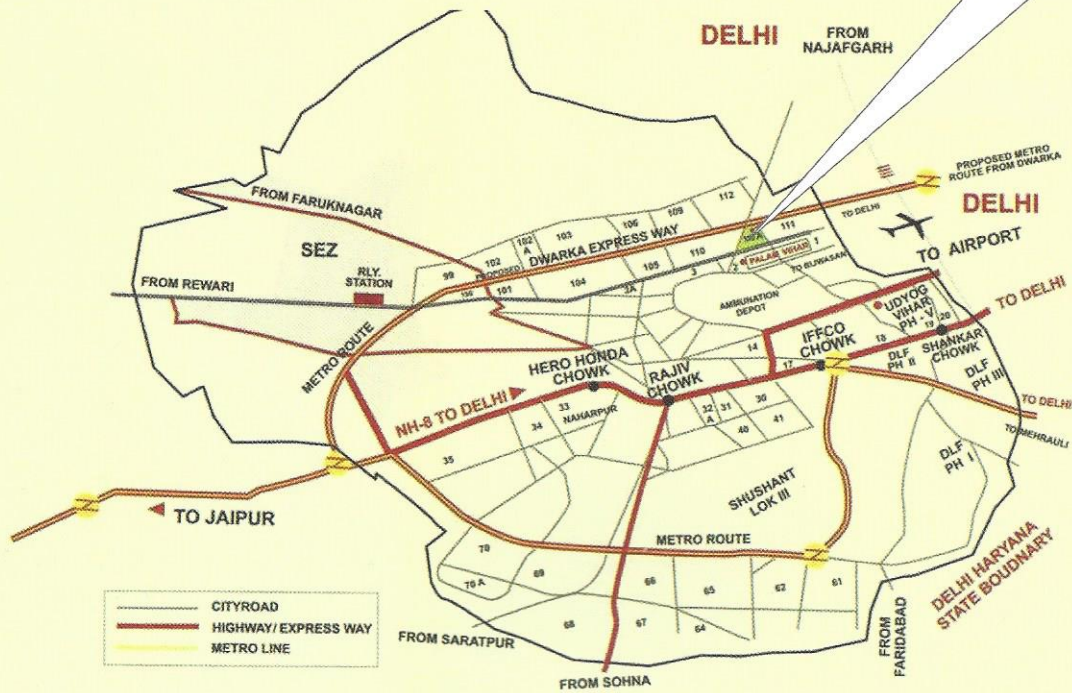 DELHI
FROM
NAJAFGARH
PROPOSED METRO
ROUTE FROM DWARKA
DELHI
TO DELHI
TO AIRPORT
FROM FARUKNAGAR
SEZ
RLY.
STATION
FROM REWARI
99
102
102
A
103
106
109
112
111
PROPOSED
DWARKA EXPRESS WAY
101
104
105
110
3A
3
2
PALAM VIHAR
1
TO BIJWASAN
AMMUNATION
DEPOT
UDYOG
VIHAR
PH - V
19
20
TO DELHI
METRO ROUTE
HERO HONDA
CHOWK
RAJIV
CHOWK
14
17
IFFCO
CHOWK
18
DLF
PH II
SHANKAR
CHOWK
DLF
PH III
TO DELHI
TO MEHRAULI
NH-8 TO DELHI
33
NAHARPUR
34
35
32
A
31
30
40
41
SHUSHANT
LOK III
DLF
PH I
TO JAIPUR
METRO ROUTE
70
70 A
69
68
67
66
65
64
62
61
DELHI HARYANA
STATE BOUDNARY
FROM
FARIDABAD
FROM SARATPUR
FROM SOHNA
CITYROAD
HIGHWAY/ EXPRESS WAY
METRO LINE